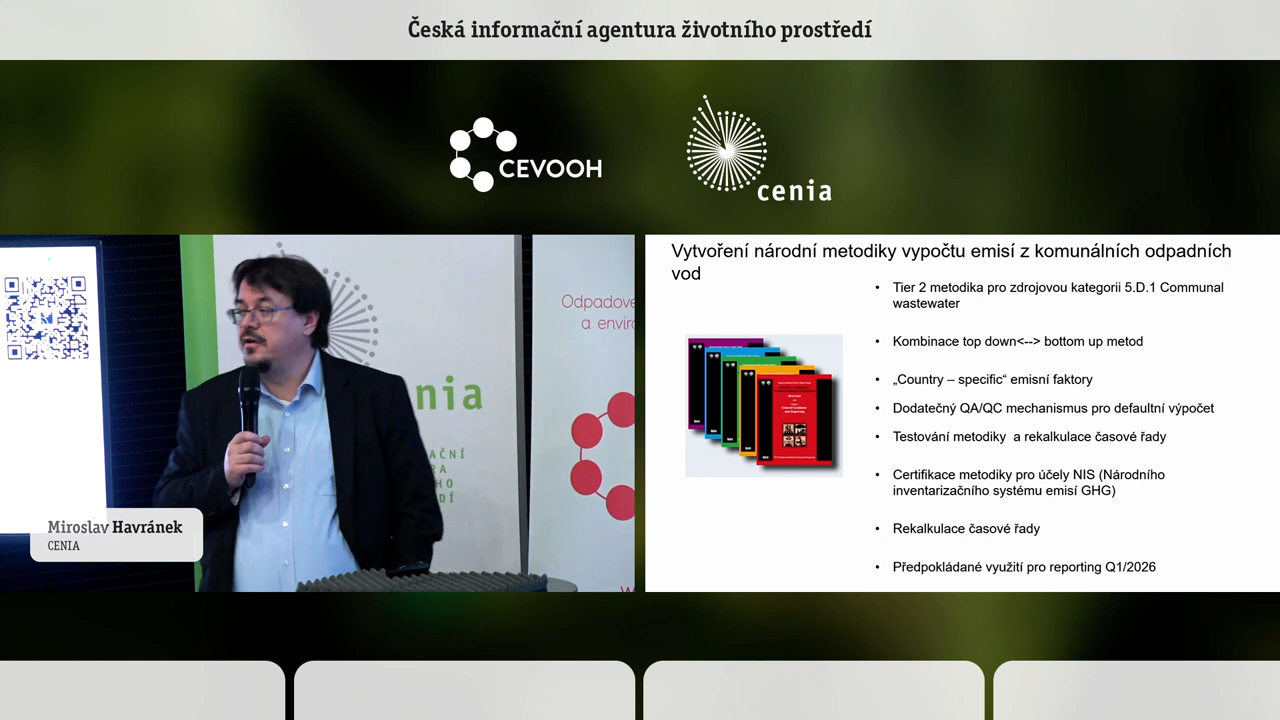 Česká informační agentura životního prostředí
CEVOOH
cenia
Odpadové
a enviro
nia
AČNÍ
RA
HO
DÍ
Miroslav Havránek
CENIA
Vytvoření národní metodiky vypočtu emisí z komunálních odpadních
vod
• Tier 2 metodika pro zdrojovou kategorii 5.D.1 Communal
wastewater
• Kombinace top down<--> bottom up metod
• „Country – specific“ emisní faktory
• Dodatečný QA/QC mechanismus pro defaultní výpočet
• Testování metodiky  a rekalkulace časové řady
• Certifikace metodiky pro účely NIS (Národního
inventarizačního systému emisí GHG)
• Rekalkulace časové řady
• Předpokládané využití pro reporting Q1/2026